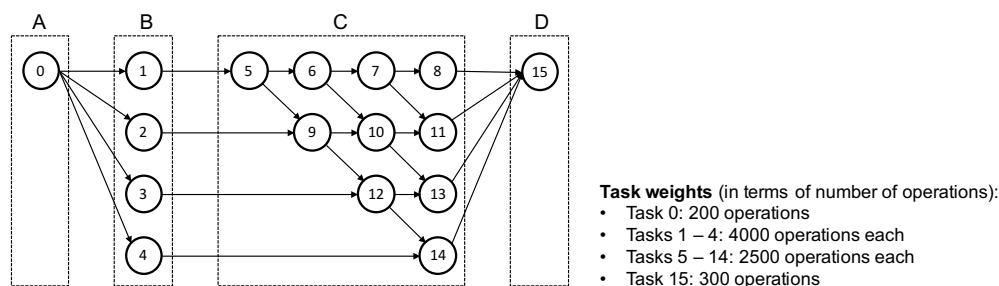 A B C D
0 1 5 6 7 8 15
2 9 10 11
3 12 13
4 14
Task weights (in terms of number of operations):
• Task 0: 200 operations
• Tasks 1 – 4: 4000 operations each
• Tasks 5 – 14: 2500 operations each
• Task 15: 300 operations